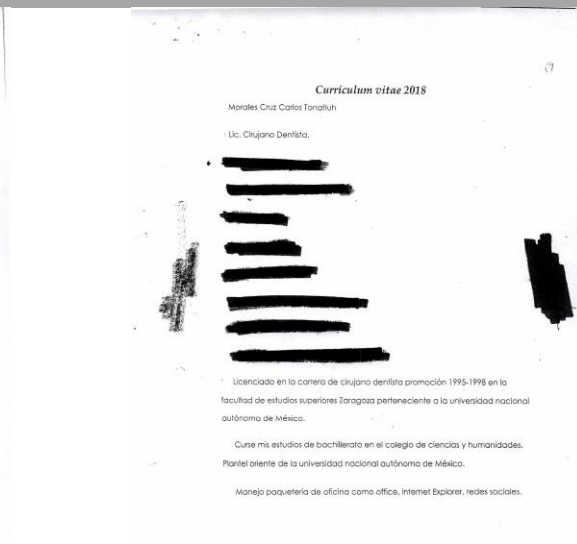 Curriculum vitae 2018
Morales Cruz Carlos Tonatiuh
Lic. Cirujano Dentista.
Licenciado en la carrera de cirujano dentista promoción 1995-1998 en la
facultad de estudios superiores Zaragoza perteneciente a la universidad nacional
autónoma de México.
Curse mis estudios de bachillerato en el colegio de ciencias y humanidades.
Plantel oriente de la universidad nacional autónoma de México.
Manejo paquetería de oficina como office, internet Explorer, redes sociales.